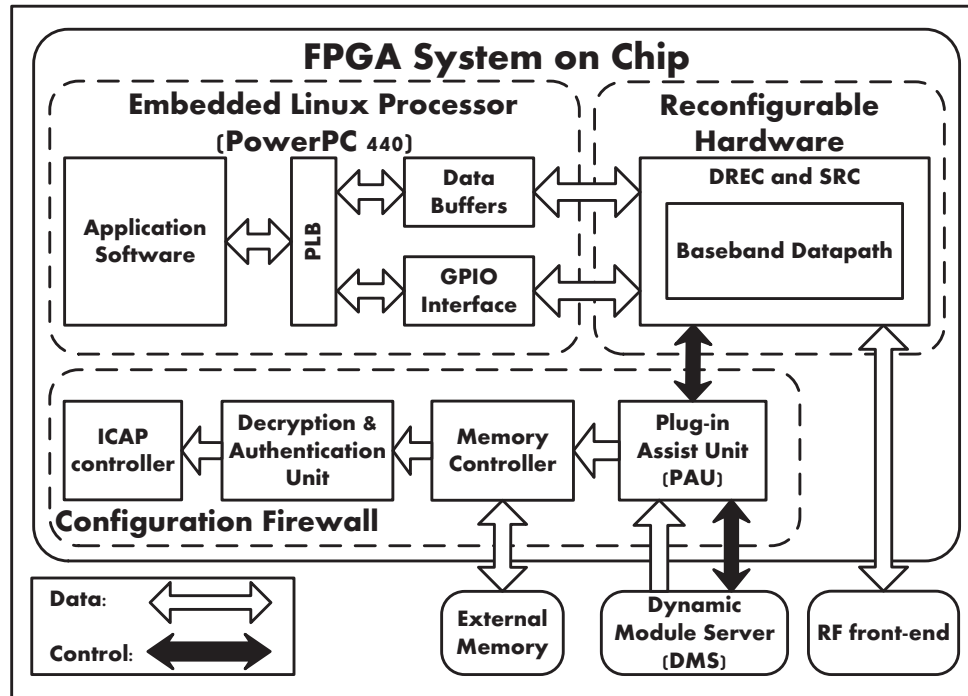 FPGA System on Chip
Embedded Linux Processor
(PowerPC 440)
Reconfigurable
Hardware
Application
Software
PLB
Data
Buffers
GPIO
Interface
DREC and SRC
Baseband Datapath
ICAP
controller
Decryption &
Authentication
Unit
Memory
Controller
Plug-in
Assist Unit
(PAU)
Configuration Firewall
Data:
Control:
External
Memory
Dynamic
Module Server
(DMS)
RF front-end